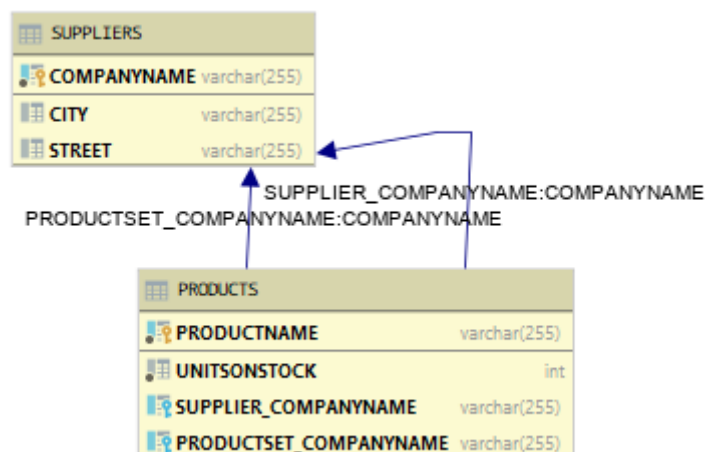 SUPPLIERS
COMPANYNAME varchar(255)
CITY varchar(255)
STREET varchar(255)
SUPPLIER_COMPANYNAME:COMPANYNAME
PRODUCTSET_COMPANYNAME:COMPANYNAME
PRODUCTS
PRODUCTNAME varchar(255)
UNITSONSTOCK int
SUPPLIER_COMPANYNAME varchar(255)
PRODUCTSET_COMPANYNAME varchar(255)